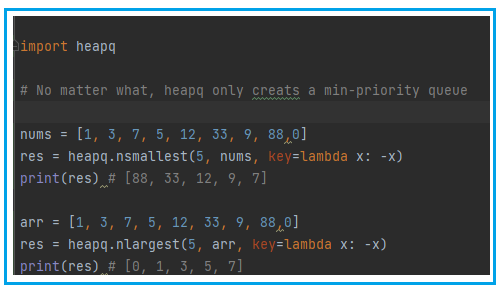 import heapq
# No matter what, heapq only creats a min-priority queue
nums = [1, 3, 7, 5, 12, 33, 9, 88,0]
res = heapq.nsmallest(5, nums, key=lambda x: -x)
print(res) # [88, 33, 12, 9, 7]
arr = [1, 3, 7, 5, 12, 33, 9, 88,0]
res = heapq.nlargest(5, arr, key=lambda x: -x)
print(res) # [0, 1, 3, 5, 7]